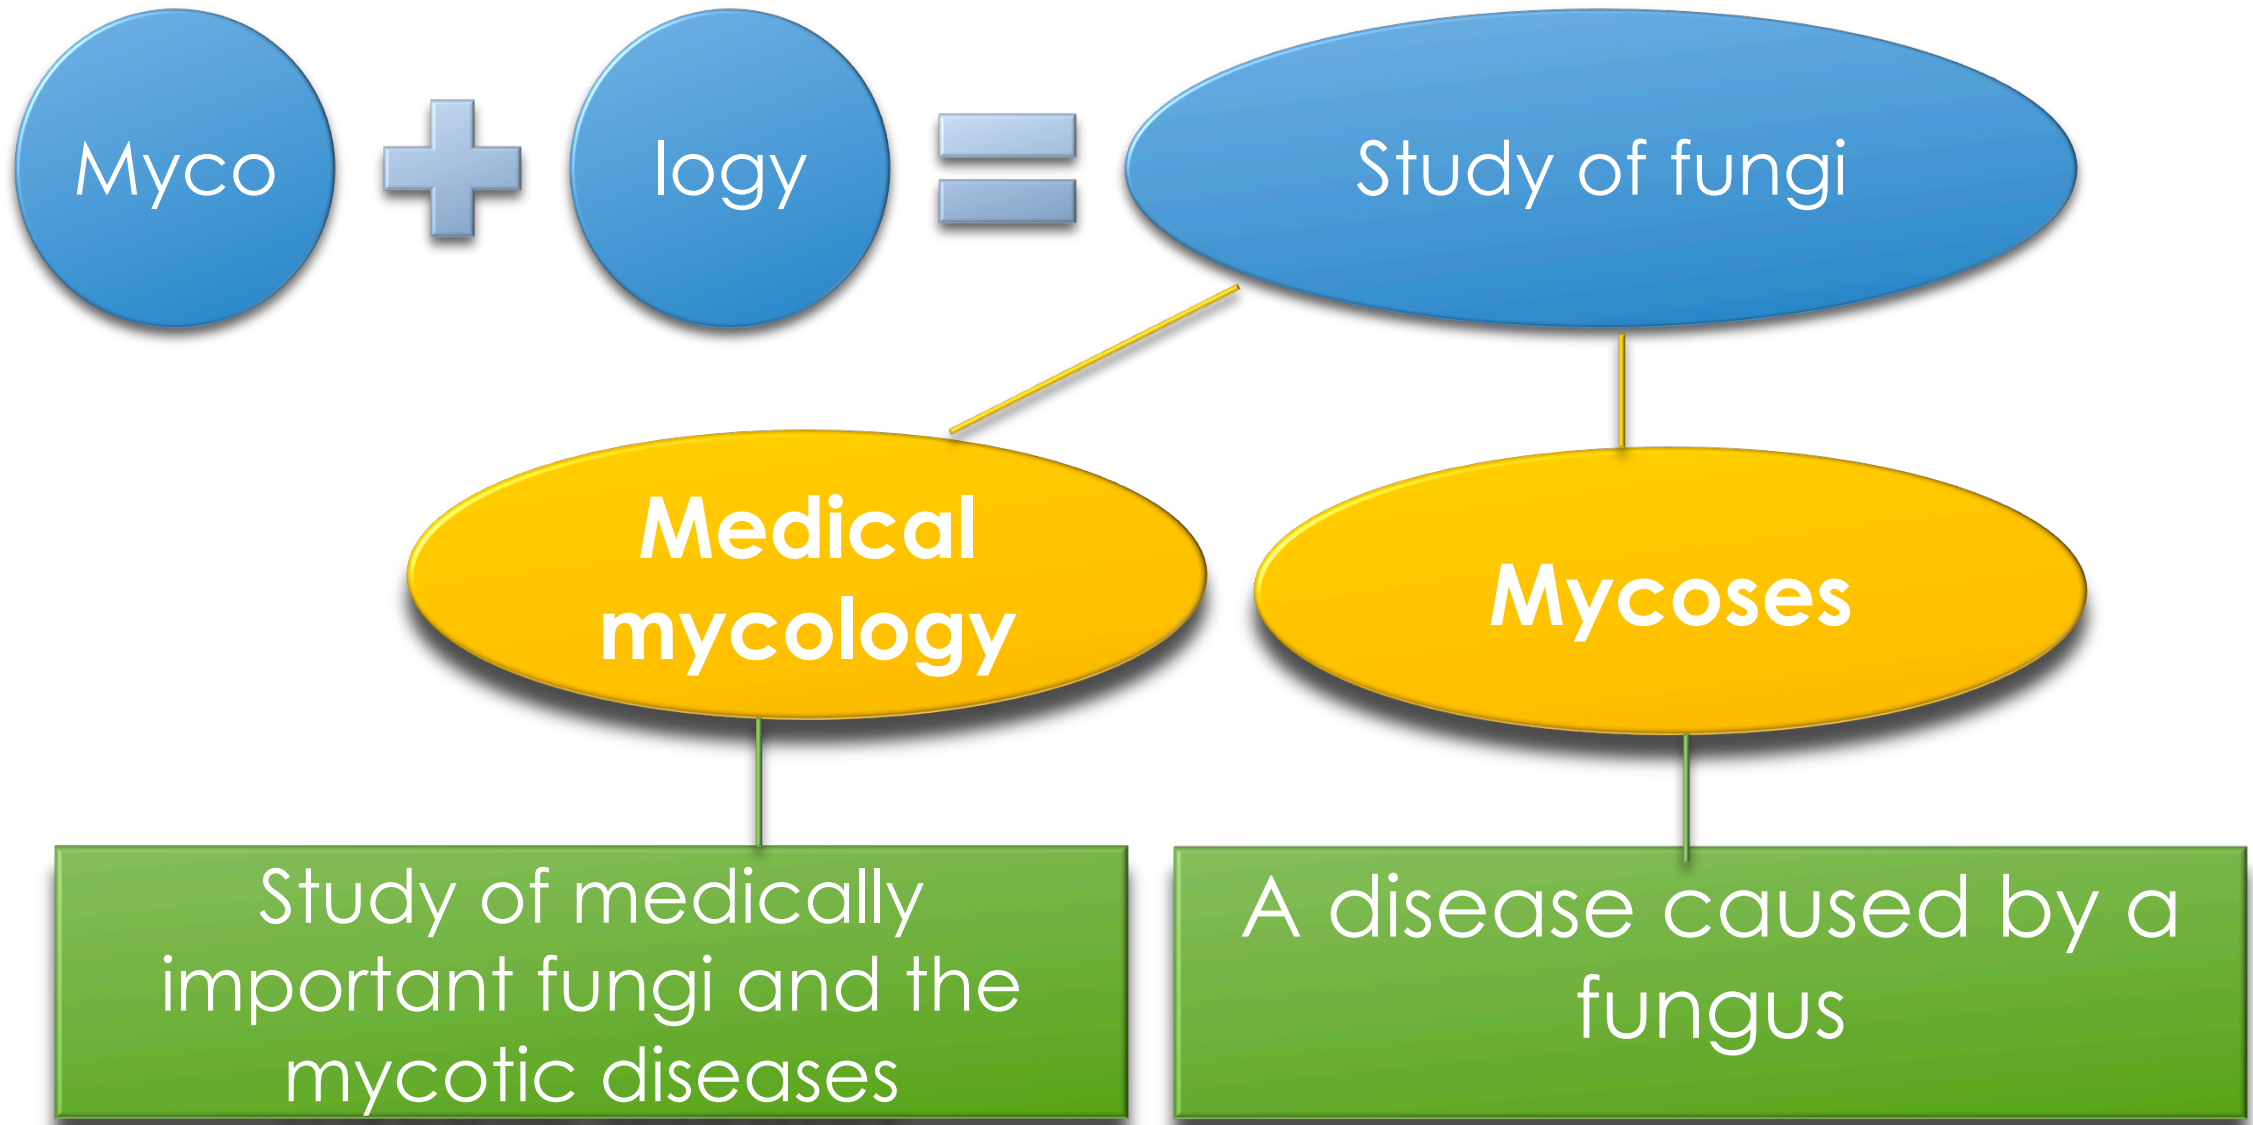 Myco
logy
Study of fungi
Medical
mycology
Mycoses
Study of medically
important fungi and the
mycotic diseases
A disease caused by a
fungus